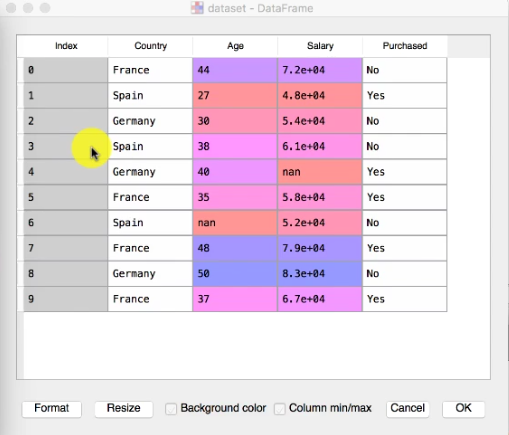 dataset - DataFrame
Index Country Age Salary Purchased
0 France 44 7.2e+04 No
1 Spain 27 4.8e+04 Yes
2 Germany 30 5.4e+04 No
3 Spain 38 6.1e+04 No
4 Germany 40 nan Yes
5 France 35 5.8e+04 Yes
6 Spain nan 5.2e+04 No
7 France 48 7.9e+04 Yes
8 Germany 50 8.3e+04 No
9 France 37 6.7e+04 Yes
Format Resize Background color Column min/max Cancel OK